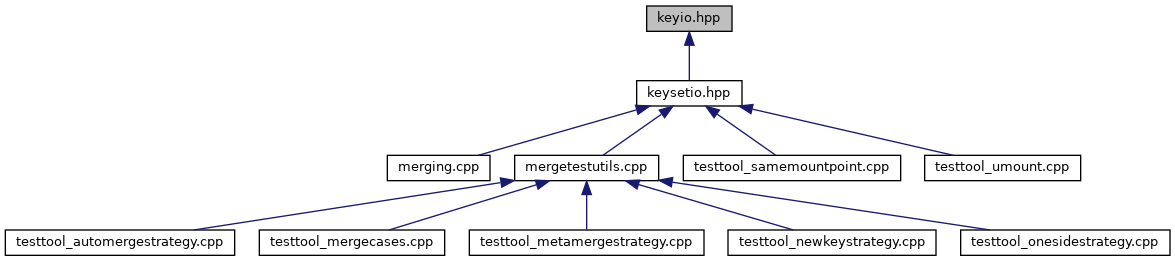 keyio.hpp
keysetio.hpp
merging.cpp
mergetestutils.cpp
testtool_samemountpoint.cpp
testtool_umount.cpp
testtool_automergestrategy.cpp
testtool_mergecases.cpp
testtool_metamergestrategy.cpp
testtool_newkeystrategy.cpp
testtool_onesidestrategy.cpp